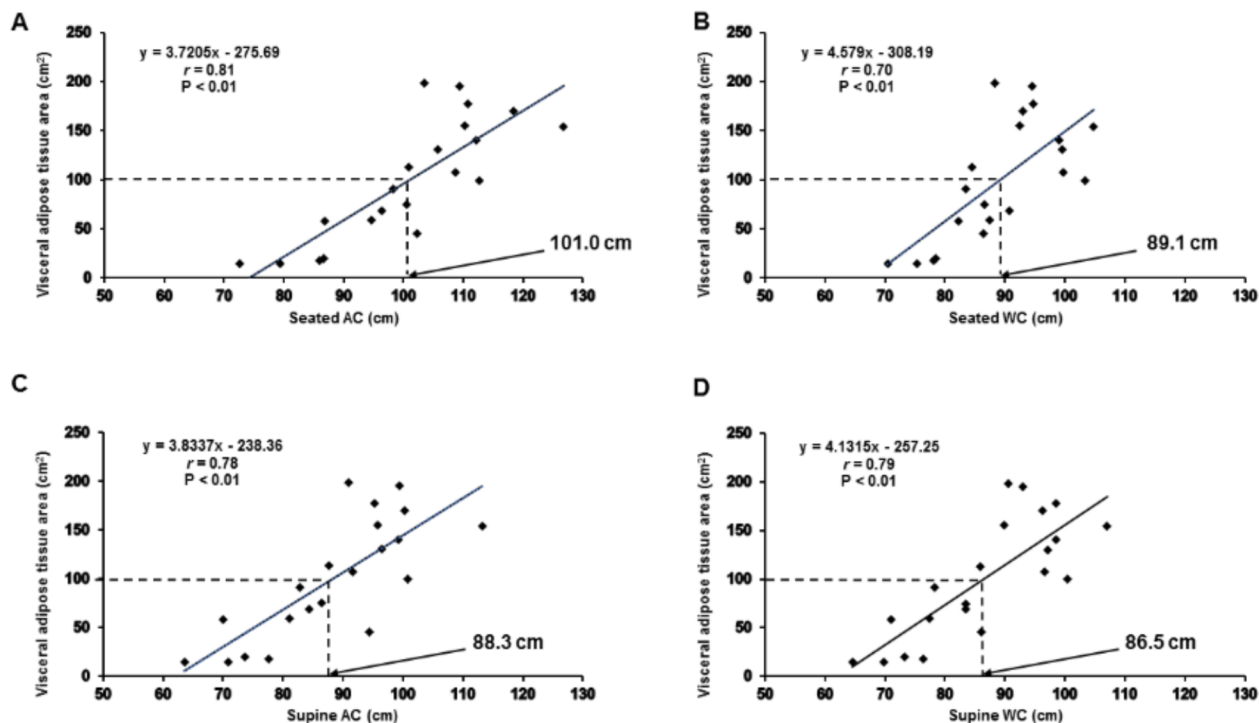 A
y = 3.7205x - 275.69
r = 0.81
P < 0.01
Visceral adipose tissue area (cm²)
250
200
150
100
50
0
101.0 cm
50 60 70 80 90 100 110 120 130
Seated AC (cm)
B
y = 4.579x - 308.19
r = 0.70
P < 0.01
Visceral adipose tissue area (cm²)
250
200
150
100
50
0
89.1 cm
50 60 70 80 90 100 110 120 130
Seated WC (cm)
C
y = 3.8337x - 238.36
r = 0.78
P < 0.01
Visceral adipose tissue area (cm²)
250
200
150
100
50
0
88.3 cm
50 60 70 80 90 100 110 120 130
Supine AC (cm)
D
y = 4.1315x - 257.25
r = 0.79
P < 0.01
Visceral adipose tissue area (cm²)
250
200
150
100
50
0
86.5 cm
50 60 70 80 90 100 110 120 130
Supine WC (cm)